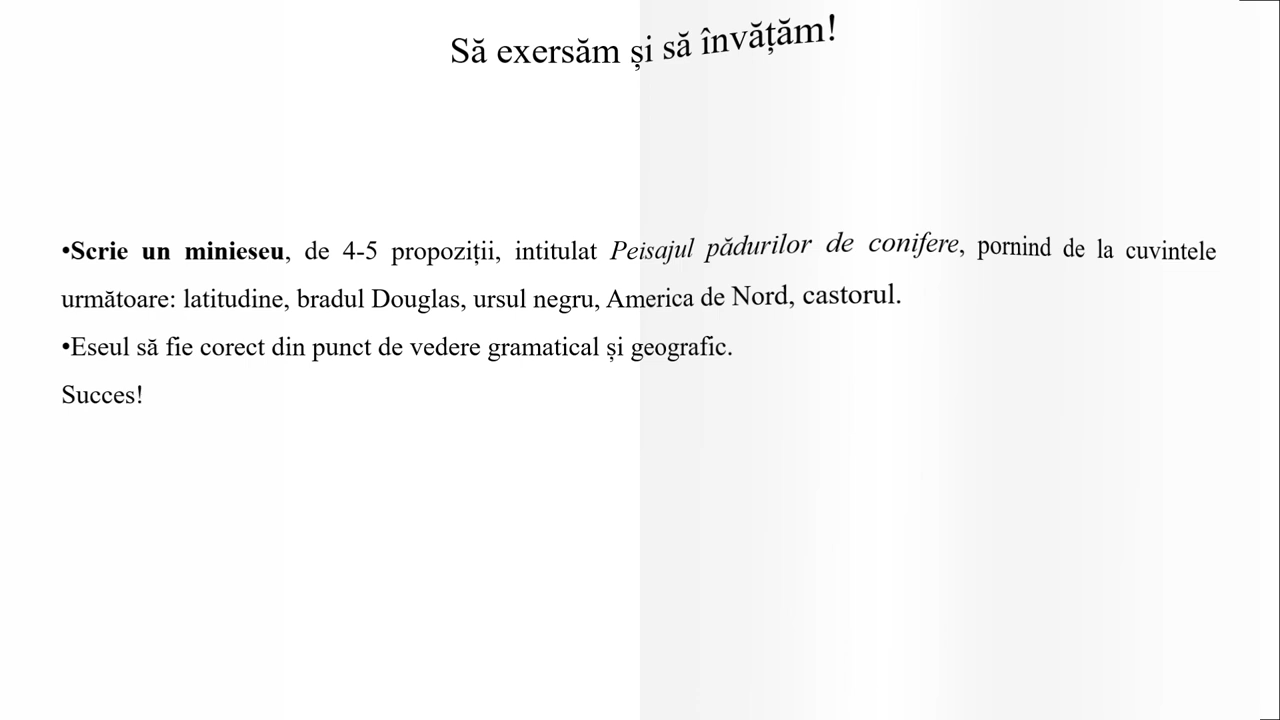 Să exersăm și să învățăm!
•Scrie un minieseu, de 4-5 propoziții, intitulat Peisajul pădurilor de conifere, pornind de la cuvintele
următoare: latitudine, bradul Douglas, ursul negru, America de Nord, castorul.
•Eseul să fie corect din punct de vedere gramatical și geografic.
Succes!